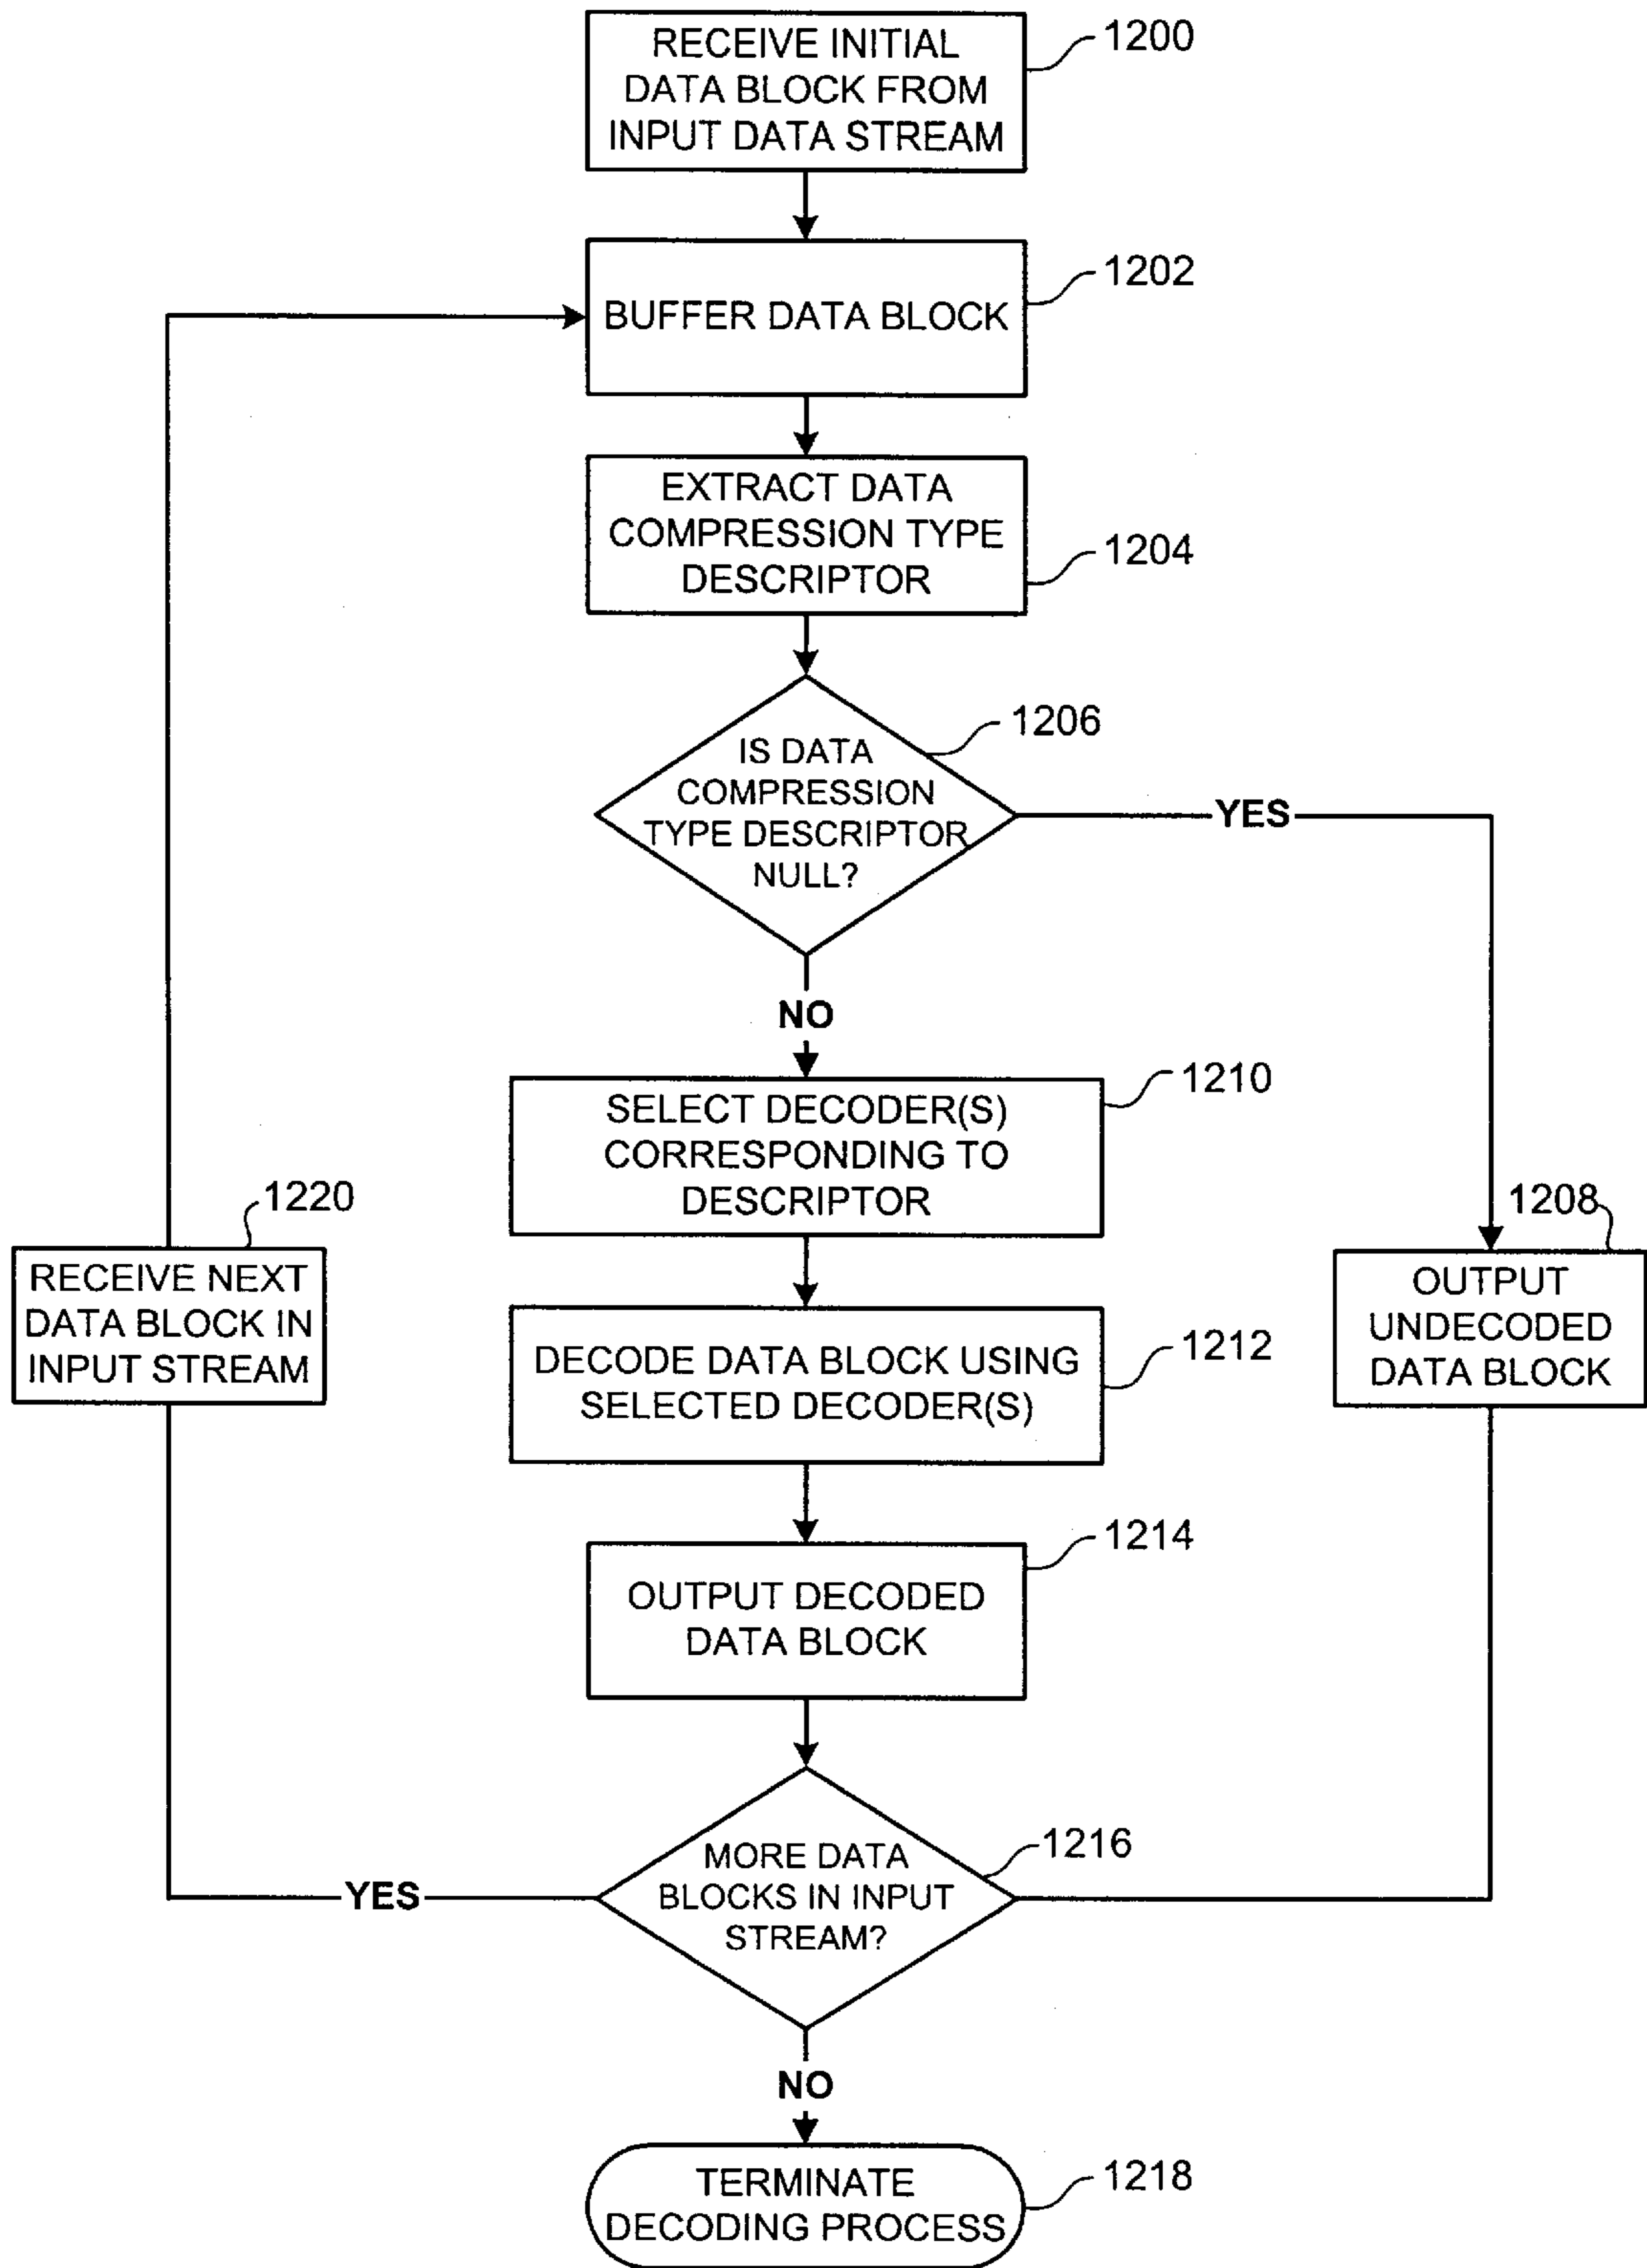 RECEIVE INITIAL
DATA BLOCK FROM
INPUT DATA STREAM
1200
BUFFER DATA BLOCK
1202
EXTRACT DATA
COMPRESSION TYPE
DESCRIPTOR
1204
IS DATA
COMPRESSION
TYPE DESCRIPTOR
NULL?
1206
YES
NO
SELECT DECODER(S)
CORRESPONDING TO
DESCRIPTOR
1210
1220
RECEIVE NEXT
DATA BLOCK IN
INPUT STREAM
1208
OUTPUT
UNDECODED
DATA BLOCK
DECODE DATA BLOCK USING
SELECTED DECODER(S)
1212
OUTPUT DECODED
DATA BLOCK
1214
MORE DATA
BLOCKS IN INPUT
STREAM?
1216
YES
NO
TERMINATE
DECODING PROCESS
1218